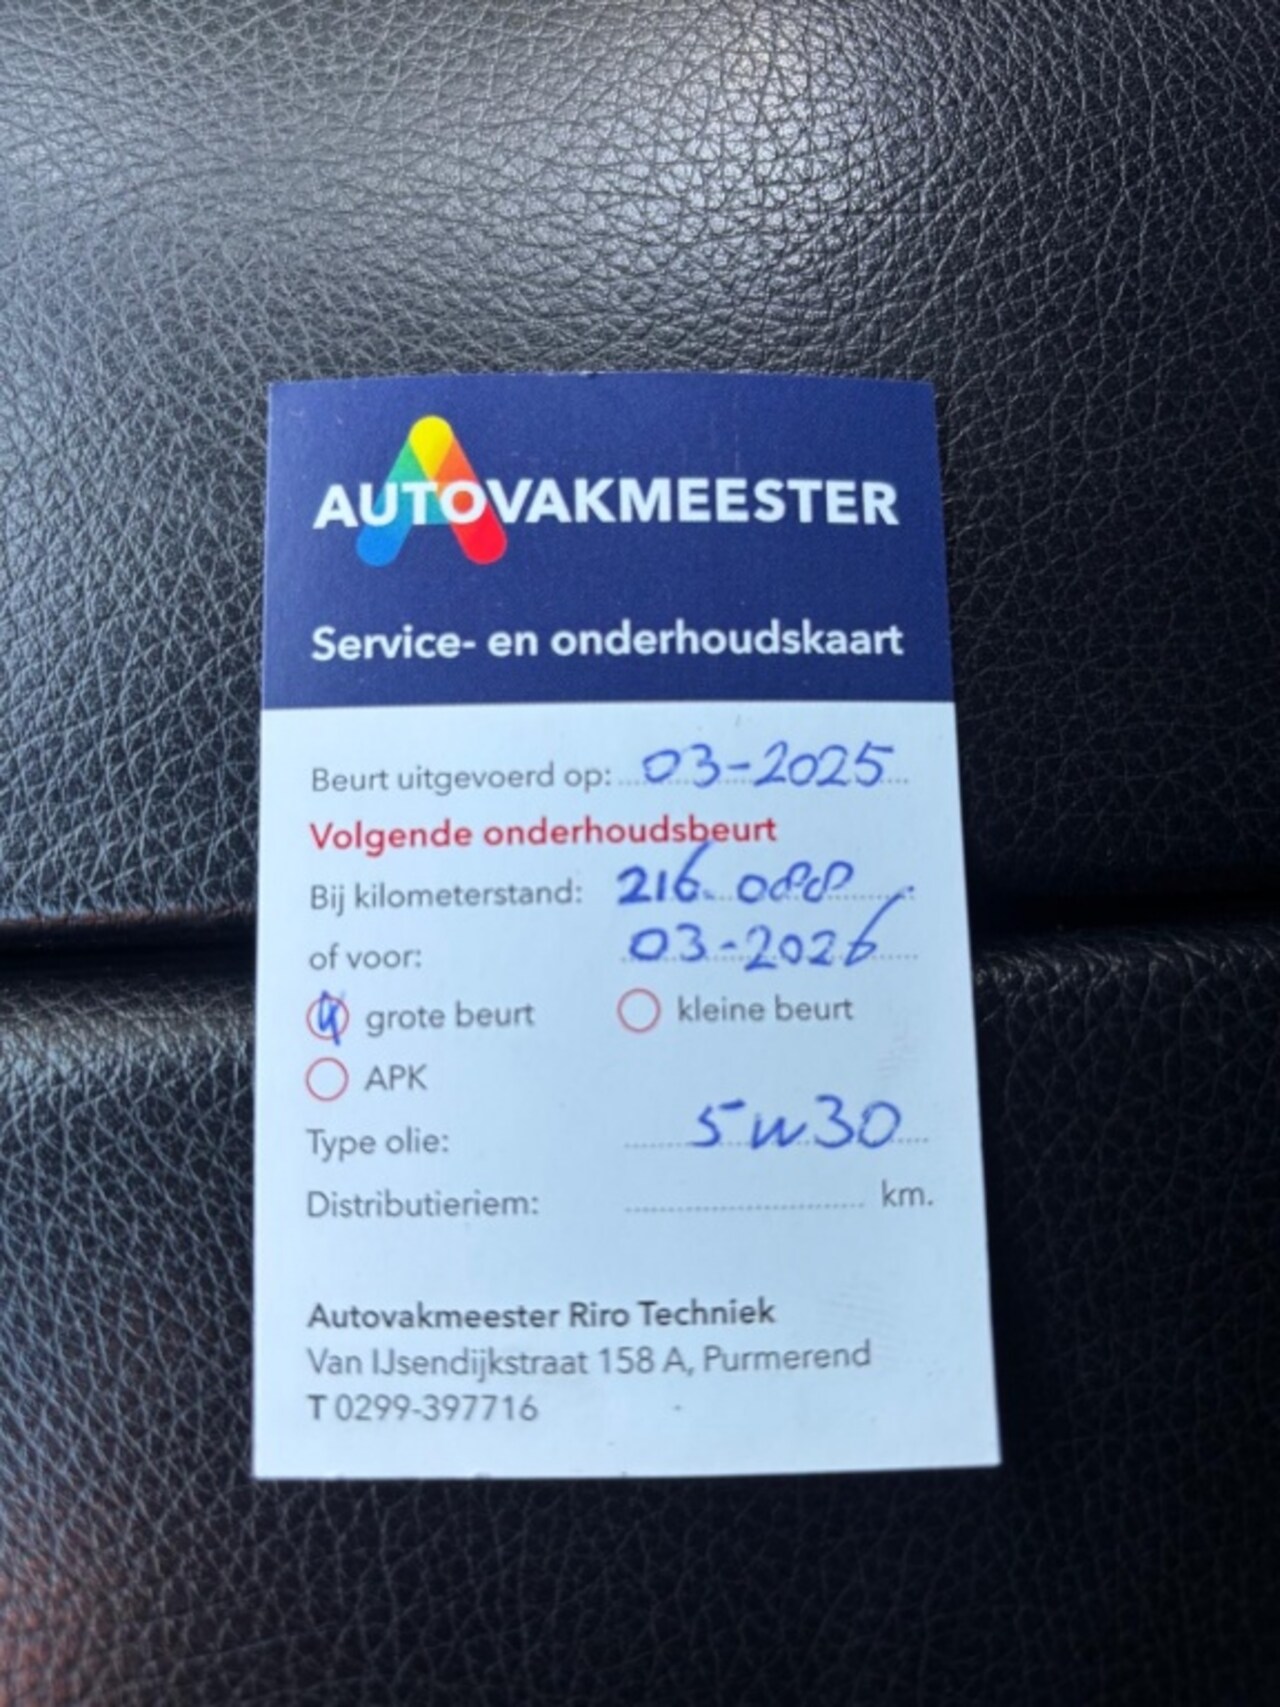 AUTOVAKMEESTER
Service- en onderhoudskaart
Beurt uitgevoerd op: 03-2025
Volgende onderhoudsbeurt
Bij kilometerstand: 216.088
of voor: 03-2026
grote beurt kleine beurt
APK
Type olie: 5W30
Distributieriem: km.
Autovakmeester Riro Techniek
Van IJsendijkstraat 158 A, Purmerend
T 0299-397716